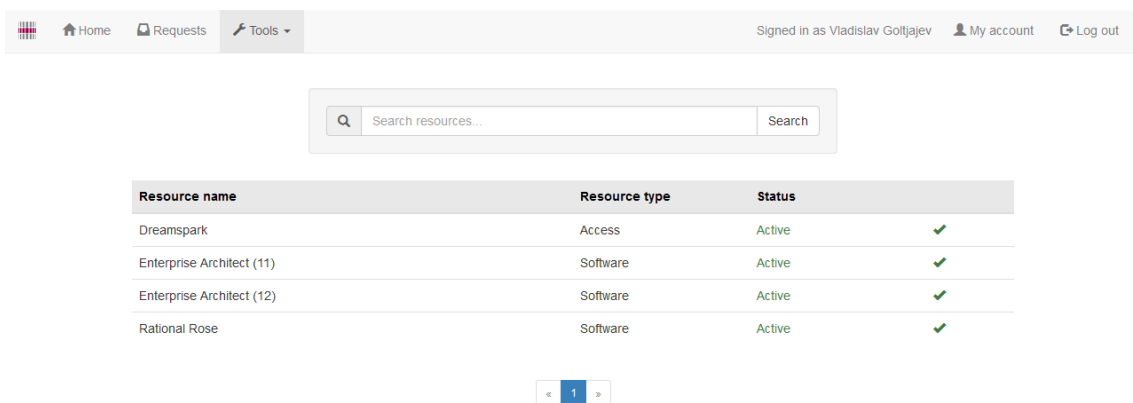 Home Requests Tools Signed in as Vladislav Goltjajev My account Log out
Search resources... Search
Resource name Resource type Status
Dreamspark Access Active
Enterprise Architect (11) Software Active
Enterprise Architect (12) Software Active
Rational Rose Software Active
« 1 »